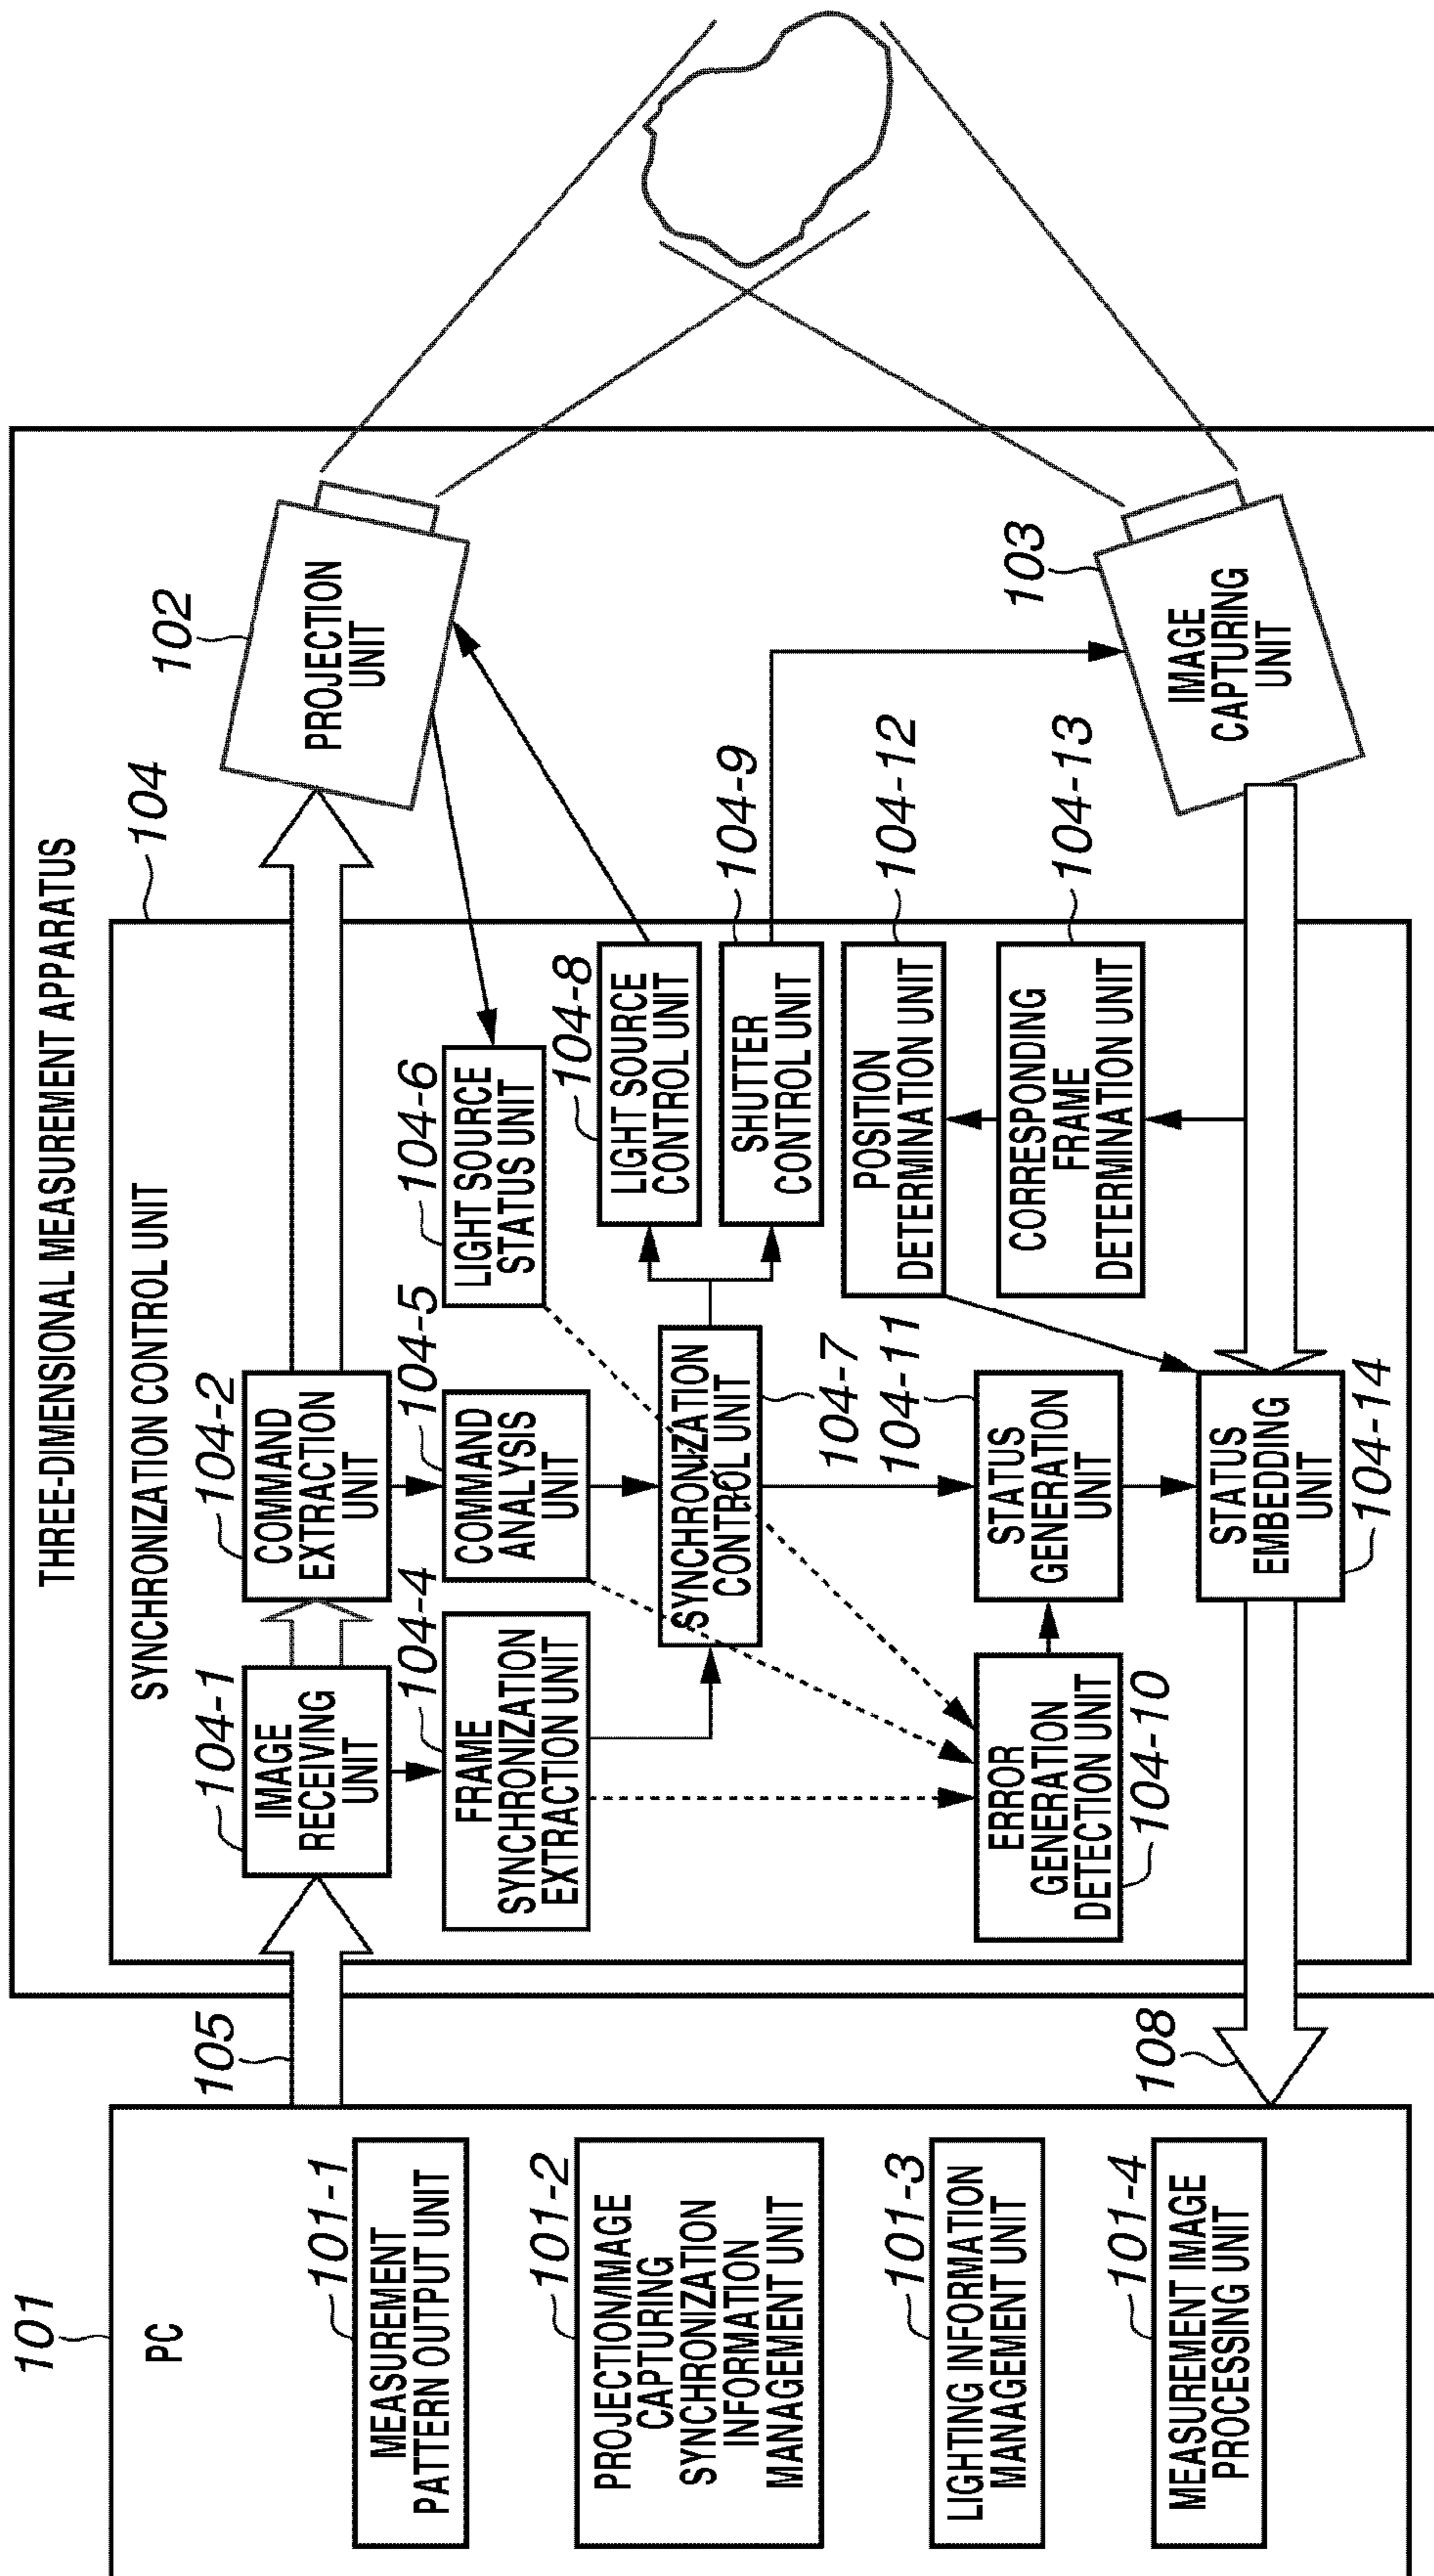 THREE-DIMENSIONAL MEASUREMENT APPARATUS
101
PC
101-1
MEASUREMENT
PATTERN OUTPUT UNIT
101-2
PROJECTION/IMAGE
CAPTURING
SYNCHRONIZATION
INFORMATION
MANAGEMENT UNIT
101-3
LIGHTING INFORMATION
MANAGEMENT UNIT
101-4
MEASUREMENT IMAGE
PROCESSING UNIT
105
108
SYNCHRONIZATION CONTROL UNIT
104
104-1
IMAGE
RECEIVING
UNIT
104-2
COMMAND
EXTRACTION
UNIT
104-4
FRAME
SYNCHRONIZATION
EXTRACTION UNIT
104-5
COMMAND
ANALYSIS
UNIT
104-6
LIGHT SOURCE
STATUS UNIT
SYNCHRONIZATION
CONTROL UNIT
104-7
104-8
LIGHT SOURCE
CONTROL UNIT
104-9
SHUTTER
CONTROL UNIT
ERROR
GENERATION
DETECTION UNIT
104-10
104-11
STATUS
GENERATION
UNIT
104-12
POSITION
DETERMINATION UNIT
104-13
CORRESPONDING
FRAME
DETERMINATION UNIT
STATUS
EMBEDDING
UNIT
104-14
102
PROJECTION
UNIT
103
IMAGE
CAPTURING
UNIT